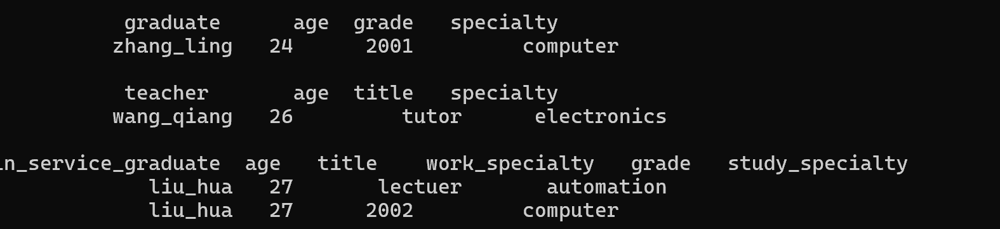 graduate age grade specialty
zhang_ling 24 2001 computer
teacher age title specialty
wang_qiang 26 tutor electronics
in_service_graduate age title work_specialty grade study_specialty
liu_hua 27 lectuer automation
liu_hua 27 2002 computer